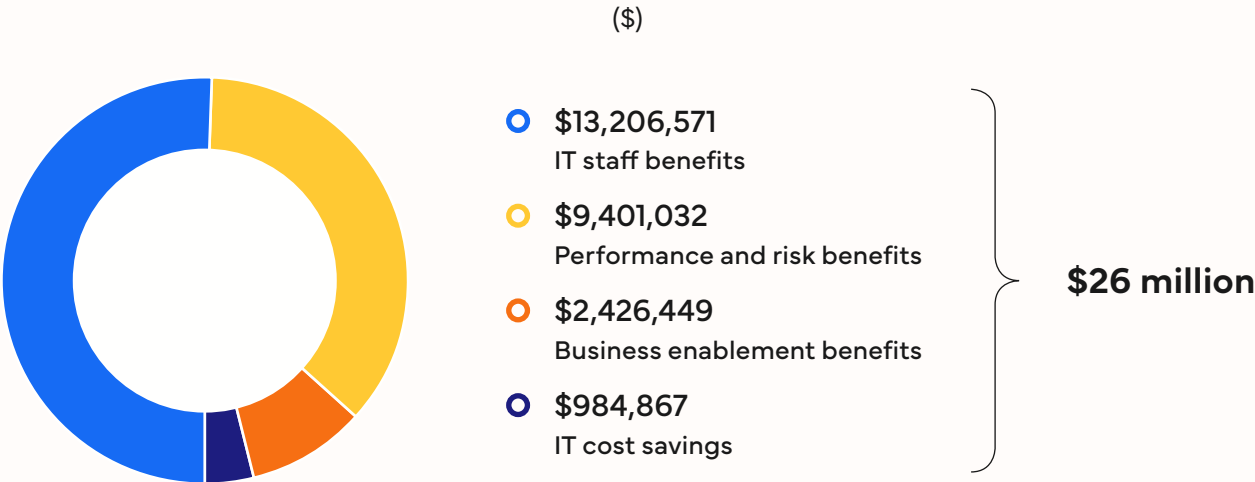 ($)
$13,206,571
IT staff benefits
$9,401,032
Performance and risk benefits
$2,426,449
Business enablement benefits
$984,867
IT cost savings
$26 million